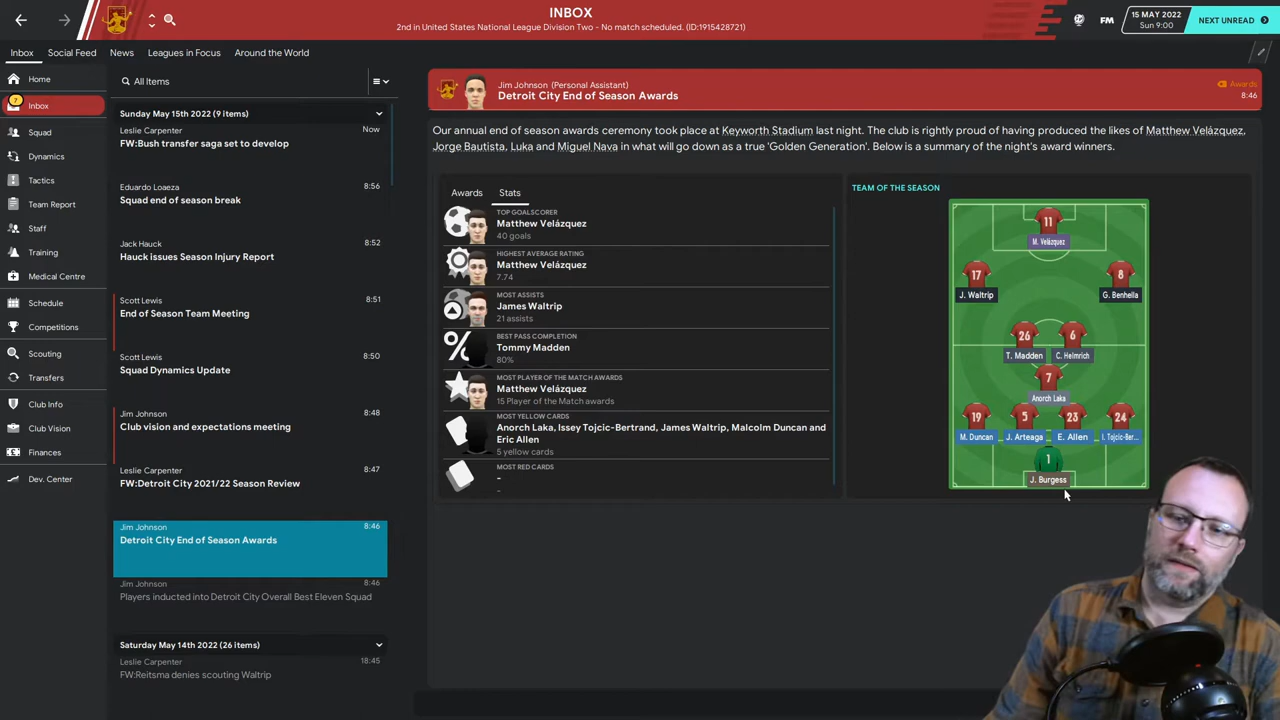 INBOX
2nd in United States National League Division Two - No match scheduled. (ID:1915428721)
FM
15 MAY 2022
Sun 9:00
NEXT UNREAD
Inbox Social Feed News Leagues in Focus Around the World
Home
7
Inbox
Squad
Dynamics
Tactics
Team Report
Staff
Training
Medical Centre
Schedule
Competitions
Scouting
Transfers
Club Info
Club Vision
Finances
Dev. Center
All Items
Sunday May 15th 2022 (9 items)
Leslie Carpenter Now
FW:Bush transfer saga set to develop
Eduardo Loaeza 8:56
Squad end of season break
Jack Hauck 8:52
Hauck issues Season Injury Report
Scott Lewis 8:51
End of Season Team Meeting
Scott Lewis 8:50
Squad Dynamics Update
Jim Johnson 8:48
Club vision and expectations meeting
Leslie Carpenter 8:47
FW:Detroit City 2021/22 Season Review
Jim Johnson 8:46
Detroit City End of Season Awards
Jim Johnson 8:46
Players inducted into Detroit City Overall Best Eleven Squad
Saturday May 14th 2022 (26 items)
Leslie Carpenter 18:45
FW:Reitsma denies scouting Waltrip
Jim Johnson (Personal Assistant)
Detroit City End of Season Awards
Awards
8:46
Our annual end of season awards ceremony took place at Keyworth Stadium last night. The club is rightly proud of having produced the likes of Matthew Velázquez,
Jorge Bautista, Luka and Miguel Nava in what will go down as a true 'Golden Generation'. Below is a summary of the night's award winners.
Awards Stats
TOP GOALSCORER
Matthew Velázquez
40 goals
HIGHEST AVERAGE RATING
Matthew Velázquez
7.74
MOST ASSISTS
James Waltrip
21 assists
BEST PASS COMPLETION
Tommy Madden
80%
MOST PLAYER OF THE MATCH AWARDS
Matthew Velázquez
15 Player of the Match awards
MOST YELLOW CARDS
Anorch Laka, Issey Tojcic-Bertrand, James Waltrip, Malcolm Duncan and
Eric Allen
5 yellow cards
MOST RED CARDS
-
-
TEAM OF THE SEASON
11
M. Velázquez
17 8
J. Waltrip G. Benhella
26 6
T. Madden C. Heimrich
7
Anorch Laka
19 5 23 24
M. Duncan J. Arteaga E. Allen I. Tojcic-Ber...
1
J. Burgess